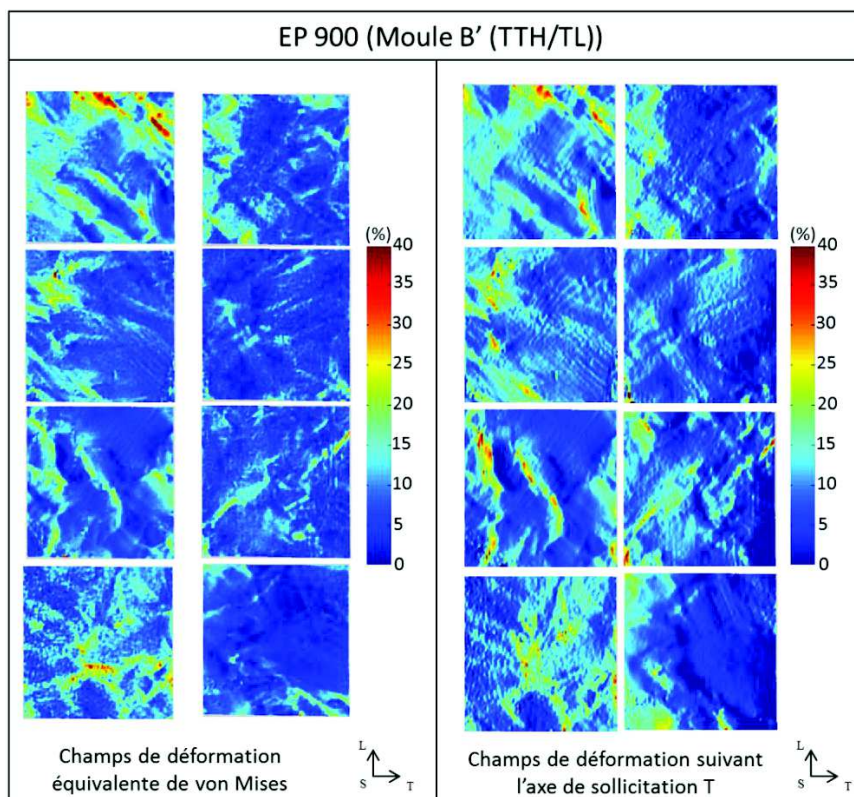 EP 900 (Moule B’ (TTH/TL))
(%)
40
35
30
25
20
15
10
5
0
(%)
40
35
30
25
20
15
10
5
0
Champs de déformation
équivalente de von Mises
L
S
T
Champs de déformation suivant
l’axe de sollicitation T
L
S
T